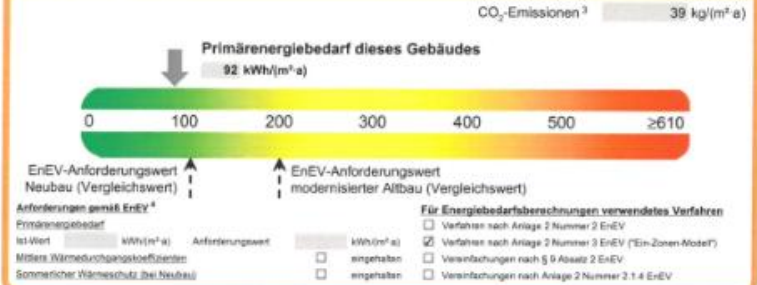 CO₂-Emissionen ³ 39 kg/(m²·a)
Primärenergiebedarf dieses Gebäudes
92 kWh/(m²·a)
0 100 200 300 400 500 ≥610
EnEV-Anforderungswert
Neubau (Vergleichswert)
EnEV-Anforderungswert
modernisierter Altbau (Vergleichswert)
Anforderungen gemäß EnEV ⁴
Primärenergiebedarf
Ist-Wert kWh/(m²·a) Anforderungswert kWh/(m²·a)
Mittlere Wärmedurchgangskoeffizienten ☐ eingehalten
Sommerlicher Wärmeschutz (bei Neubau) ☐ eingehalten
Für Energiebedarfsberechnungen verwendetes Verfahren
☐ Verfahren nach Anlage 2 Nummer 2 EnEV
☑ Verfahren nach Anlage 2 Nummer 3 EnEV ("Ein-Zonen-Modell")
☐ Vereinfachungen nach § 9 Absatz 2 EnEV
☐ Vereinfachungen nach Anlage 2 Nummer 2.1.4 EnEV